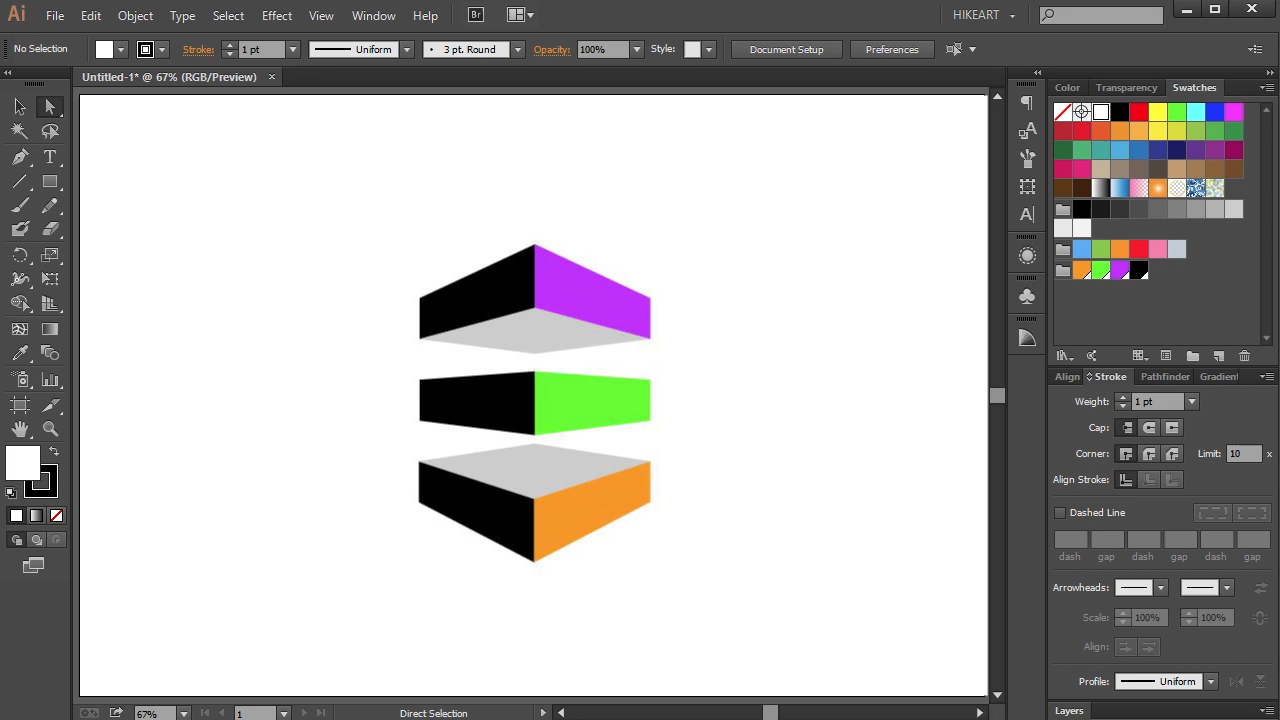 Ai File Edit Object Type Select Effect View Window Help Br HIKEART
No Selection Stroke: 1 pt Uniform 3 pt. Round Opacity: 100% Style: Document Setup Preferences
Untitled-1* @ 67% (RGB/Preview)
Color Transparency Swatches
Align Stroke Pathfinder Gradient
Weight: 1 pt
Cap:
Corner: Limit: 10 x
Align Stroke:
Dashed Line
dash gap dash gap dash gap
Arrowheads:
Scale: 100% 100%
Align:
Profile: Uniform
Layers
67% 1 Direct Selection